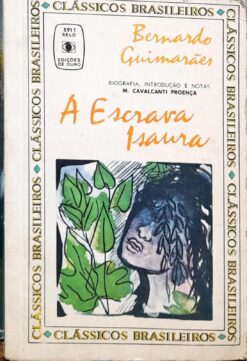 CLÁSSICOS BRASILEIROS
5911
SELO
EDIÇÕES
DE OURO
Bernardo
Guimarães
BIOGRAFIA, INTRODUÇÃO E NOTAS
M. CAVALCANTI PROENÇA
A Escrava
Isaura
CLÁSSICOS BRASILEIROS
CLÁSSICOS BRASILEIROS
CLÁSSICOS BRASILEIROS